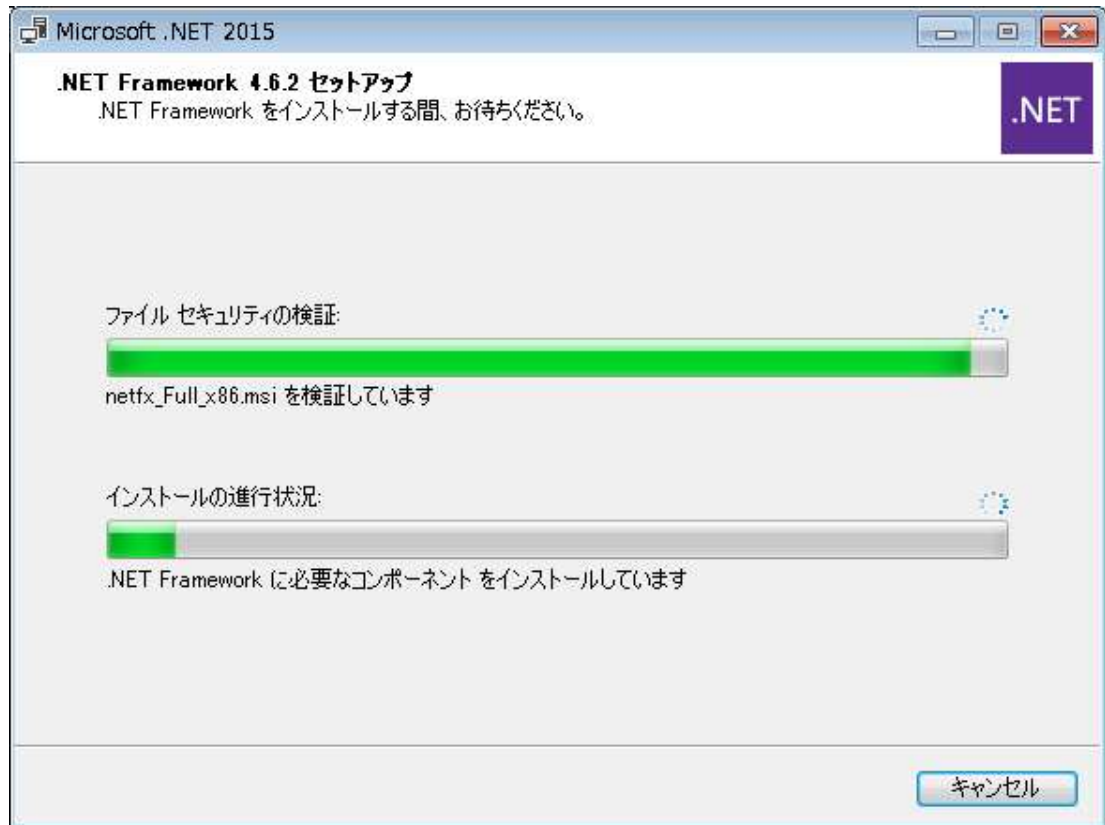 Microsoft .NET 2015
.NET Framework 4.6.2 セットアップ
.NET Framework をインストールする間、お待ちください。
.NET
ファイル セキュリティの検証:
netfx_Full_x86.msi を検証しています
インストールの進行状況:
.NET Framework に必要なコンポーネント をインストールしています
キャンセル